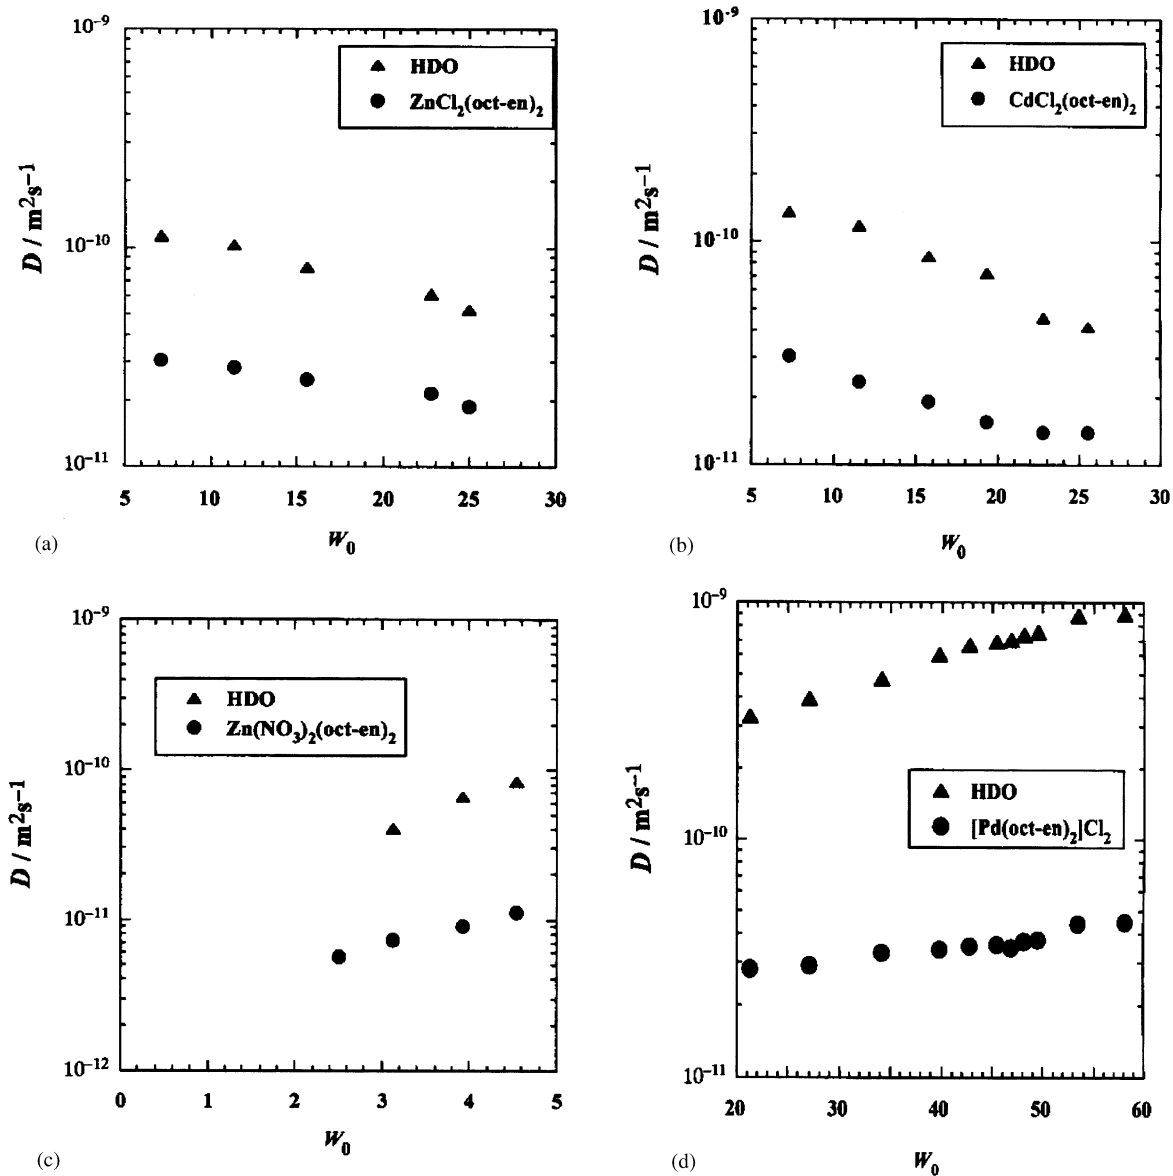 10⁻⁹
HDO
ZnCl₂(oct-en)₂
D / m²s⁻¹
10⁻¹⁰
10⁻¹¹
5 10 15 20 25 30
(a)
W₀
10⁻⁹
HDO
CdCl₂(oct-en)₂
D / m²s⁻¹
10⁻¹⁰
10⁻¹¹
5 10 15 20 25 30
(b)
W₀
10⁻⁹
HDO
Zn(NO₃)₂(oct-en)₂
10⁻¹⁰
D / m²s⁻¹
10⁻¹¹
10⁻¹²
0 1 2 3 4 5
(c)
W₀
10⁻⁹
D / m²s⁻¹
HDO
[Pd(oct-en)₂]Cl₂
10⁻¹⁰
10⁻¹¹
20 30 40 50 60
(d)
W₀